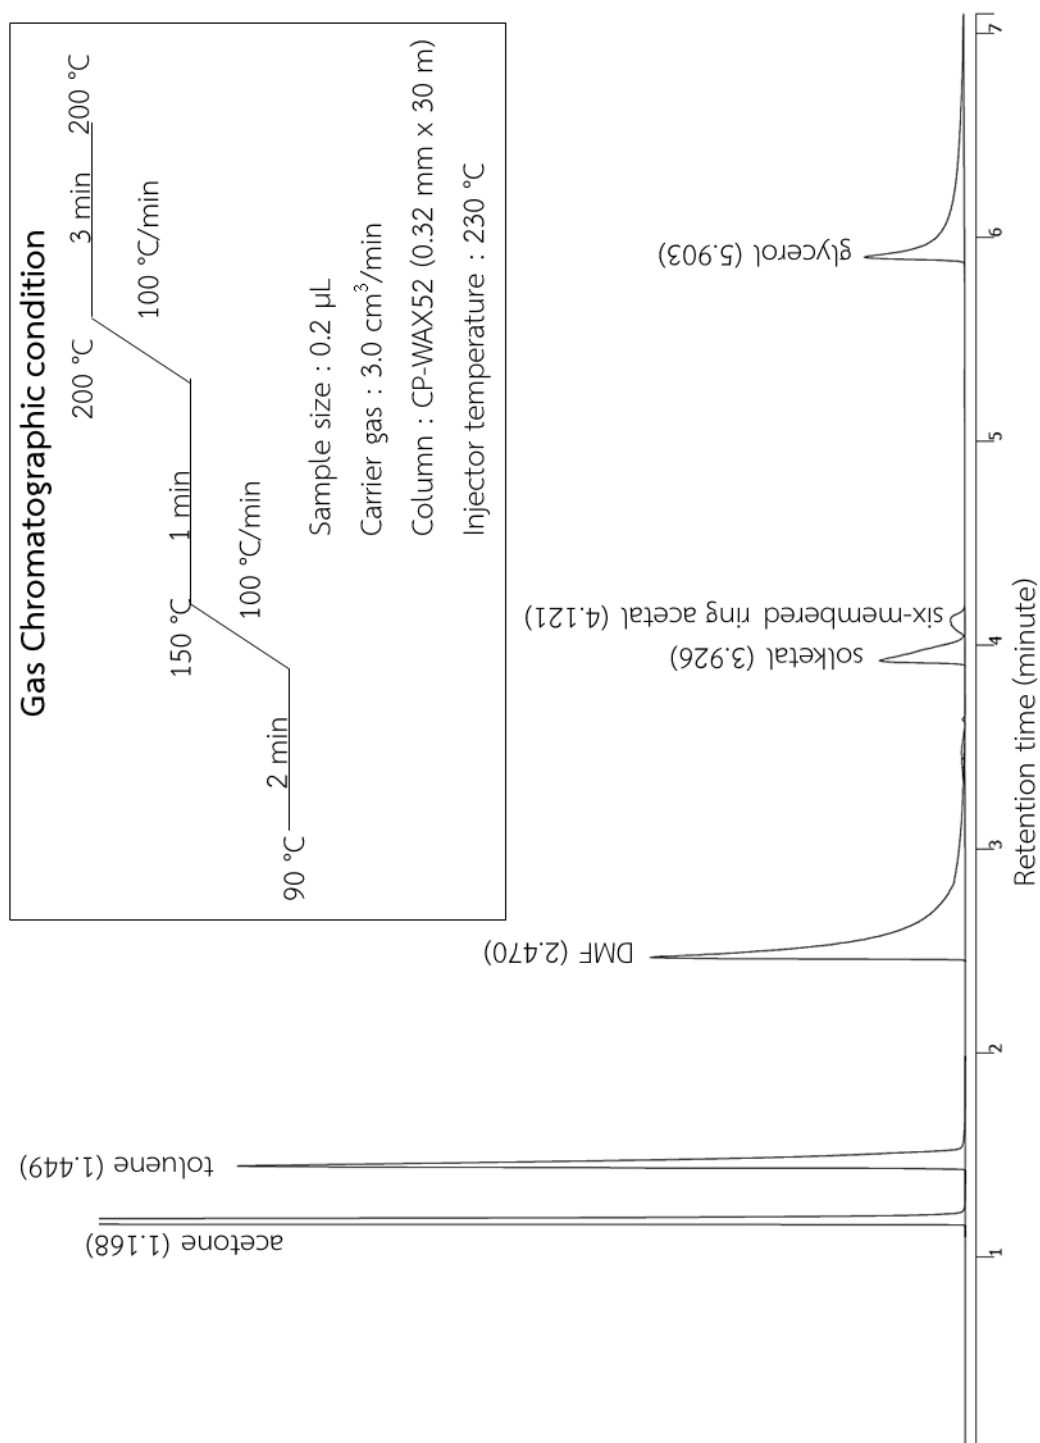 Gas Chromatographic condition
90 °C
2 min
100 °C/min
150 °C
1 min
100 °C/min
200 °C
3 min
200 °C
Sample size : 0.2 µL
Carrier gas : 3.0 cm³/min
Column : CP-WAX52 (0.32 mm x 30 m)
Injector temperature : 230 °C
acetone (1.168)
toluene (1.449)
DMF (2.470)
solketal (3.926)
six-membered ring acetal (4.121)
glycerol (5.903)
1
2
3
4
5
6
7
Retention time (minute)